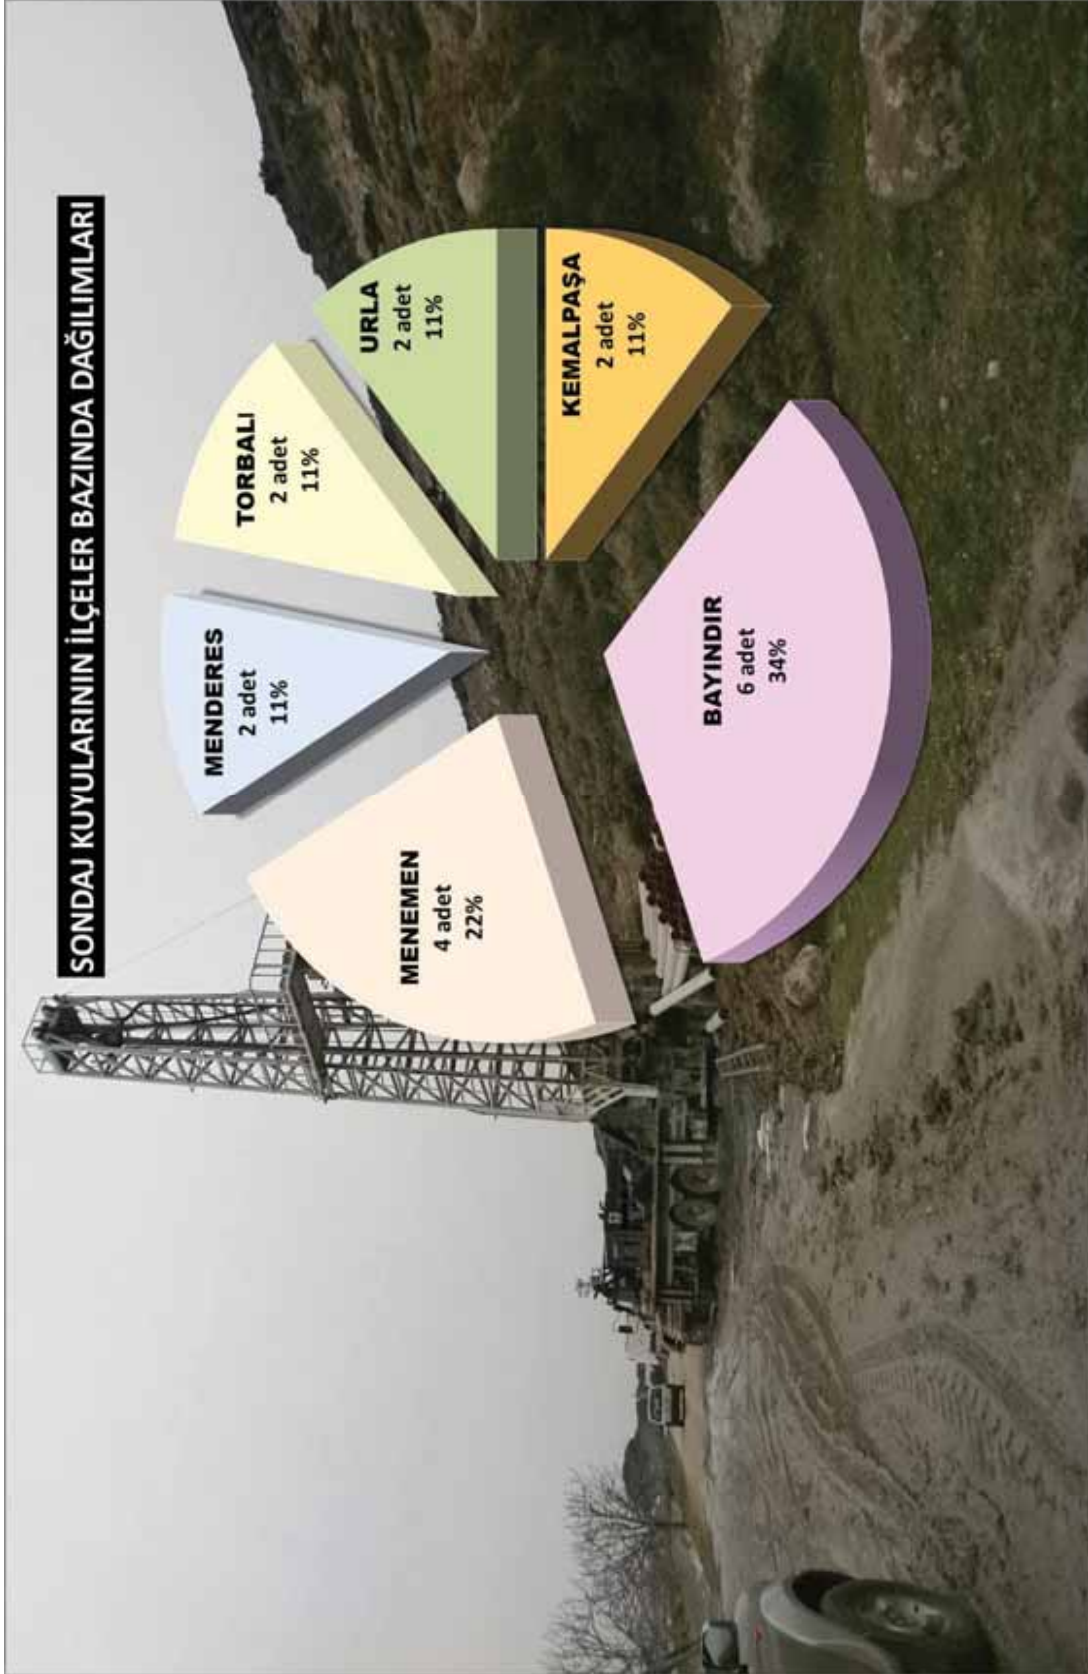 SONDAJ KUYULARININ İLÇELER BAZINDA DAĞILIMLARI
MENEMEN
4 adet
22%
MENDERES
2 adet
11%
TORBALI
2 adet
11%
URLA
2 adet
11%
KEMALPAŞA
2 adet
11%
BAYINDIR
6 adet
34%